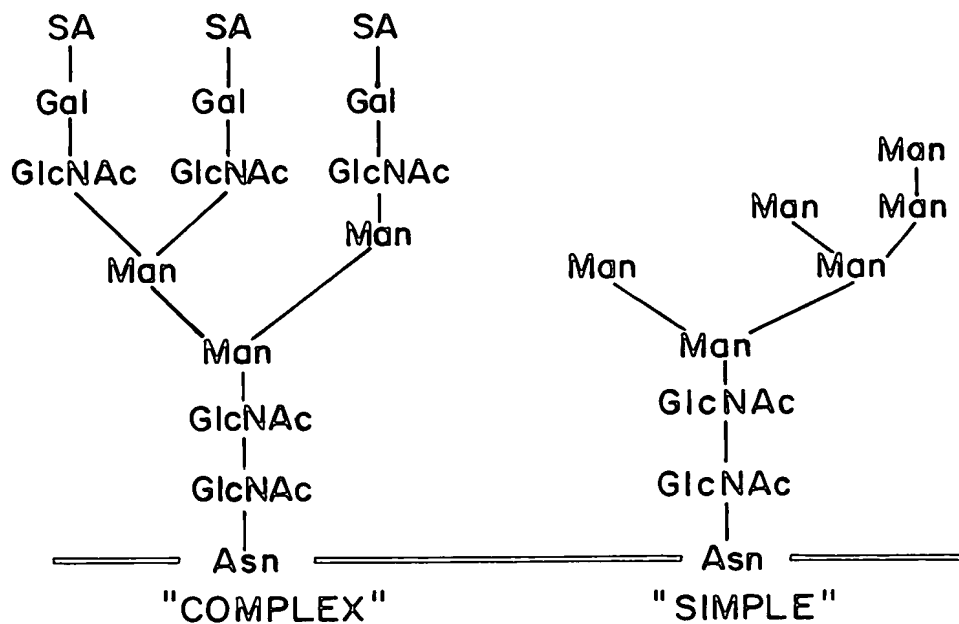 SA SA SA
Gal Gal Gal
GlcNAc GlcNAc GlcNAc Man
Man Man Man
Man Man Man
Man Man
GlcNAc GlcNAc
GlcNAc GlcNAc
Asn Asn
"COMPLEX" "SIMPLE"